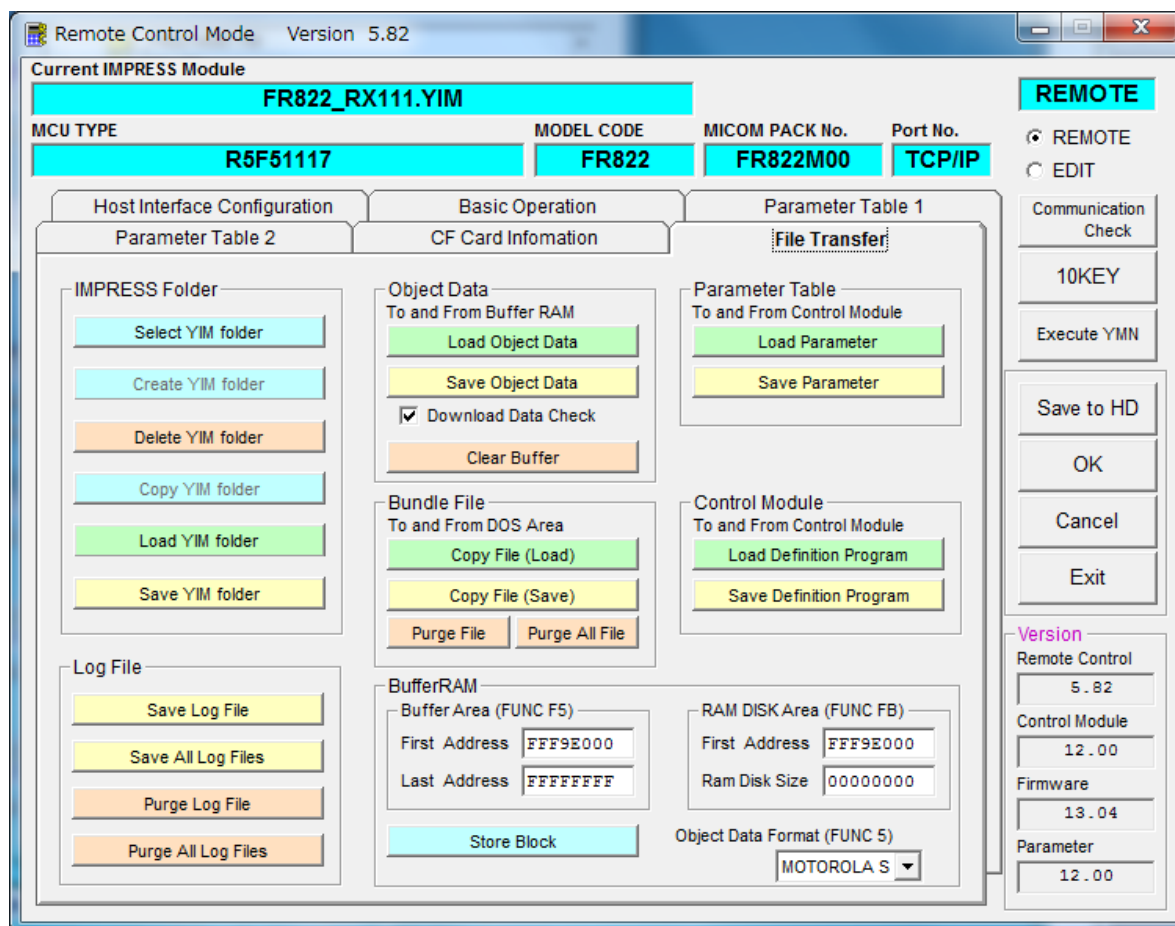 Remote Control Mode Version 5.82
Current IMPRESS Module
FR822_RX111.YIM
MCU TYPE
R5F51117
MODEL CODE
FR822
MICOM PACK No.
FR822M00
Port No.
TCP/IP
REMOTE
REMOTE
EDIT
Communication
Check
10KEY
Execute YMN
Save to HD
OK
Cancel
Exit
Version
Remote Control
5.82
Control Module
12.00
Firmware
13.04
Parameter
12.00
Host Interface Configuration
Basic Operation
Parameter Table 1
Parameter Table 2
CF Card Infomation
File Transfer
IMPRESS Folder
Select YIM folder
Create YIM folder
Delete YIM folder
Copy YIM folder
Load YIM folder
Save YIM folder
Log File
Save Log File
Save All Log Files
Purge Log File
Purge All Log Files
Object Data
To and From Buffer RAM
Load Object Data
Save Object Data
Download Data Check
Clear Buffer
Bundle File
To and From DOS Area
Copy File (Load)
Copy File (Save)
Purge File
Purge All File
Parameter Table
To and From Control Module
Load Parameter
Save Parameter
Control Module
To and From Control Module
Load Definition Program
Save Definition Program
BufferRAM
Buffer Area (FUNC F5)
First Address FFF9E000
Last Address FFFFFFFF
RAM DISK Area (FUNC FB)
First Address FFF9E000
Ram Disk Size 00000000
Store Block
Object Data Format (FUNC 5)
MOTOROLA S